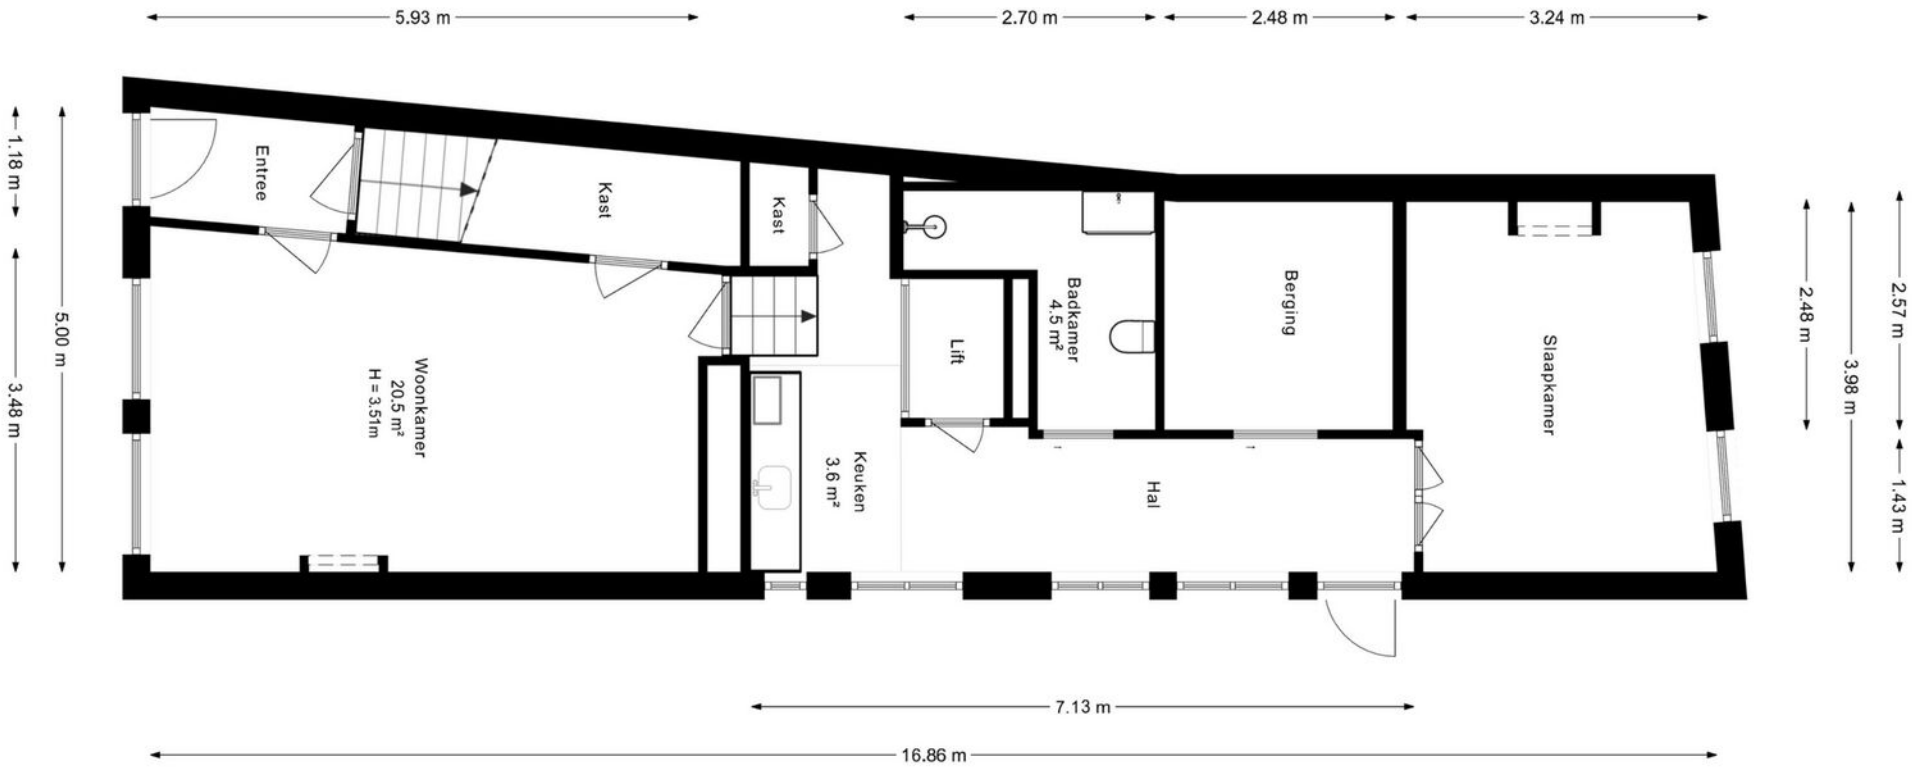 5.93 m
2.70 m
2.48 m
3.24 m
1.18 m
5.00 m
3.48 m
Entree
Kast
Kast
Woonkamer
20.5 m²
H = 3.51m
Keuken
3.6 m²
Lift
Badkamer
4.5 m²
Berging
Hal
Slaapkamer
2.48 m
3.98 m
2.57 m
1.43 m
7.13 m
16.86 m